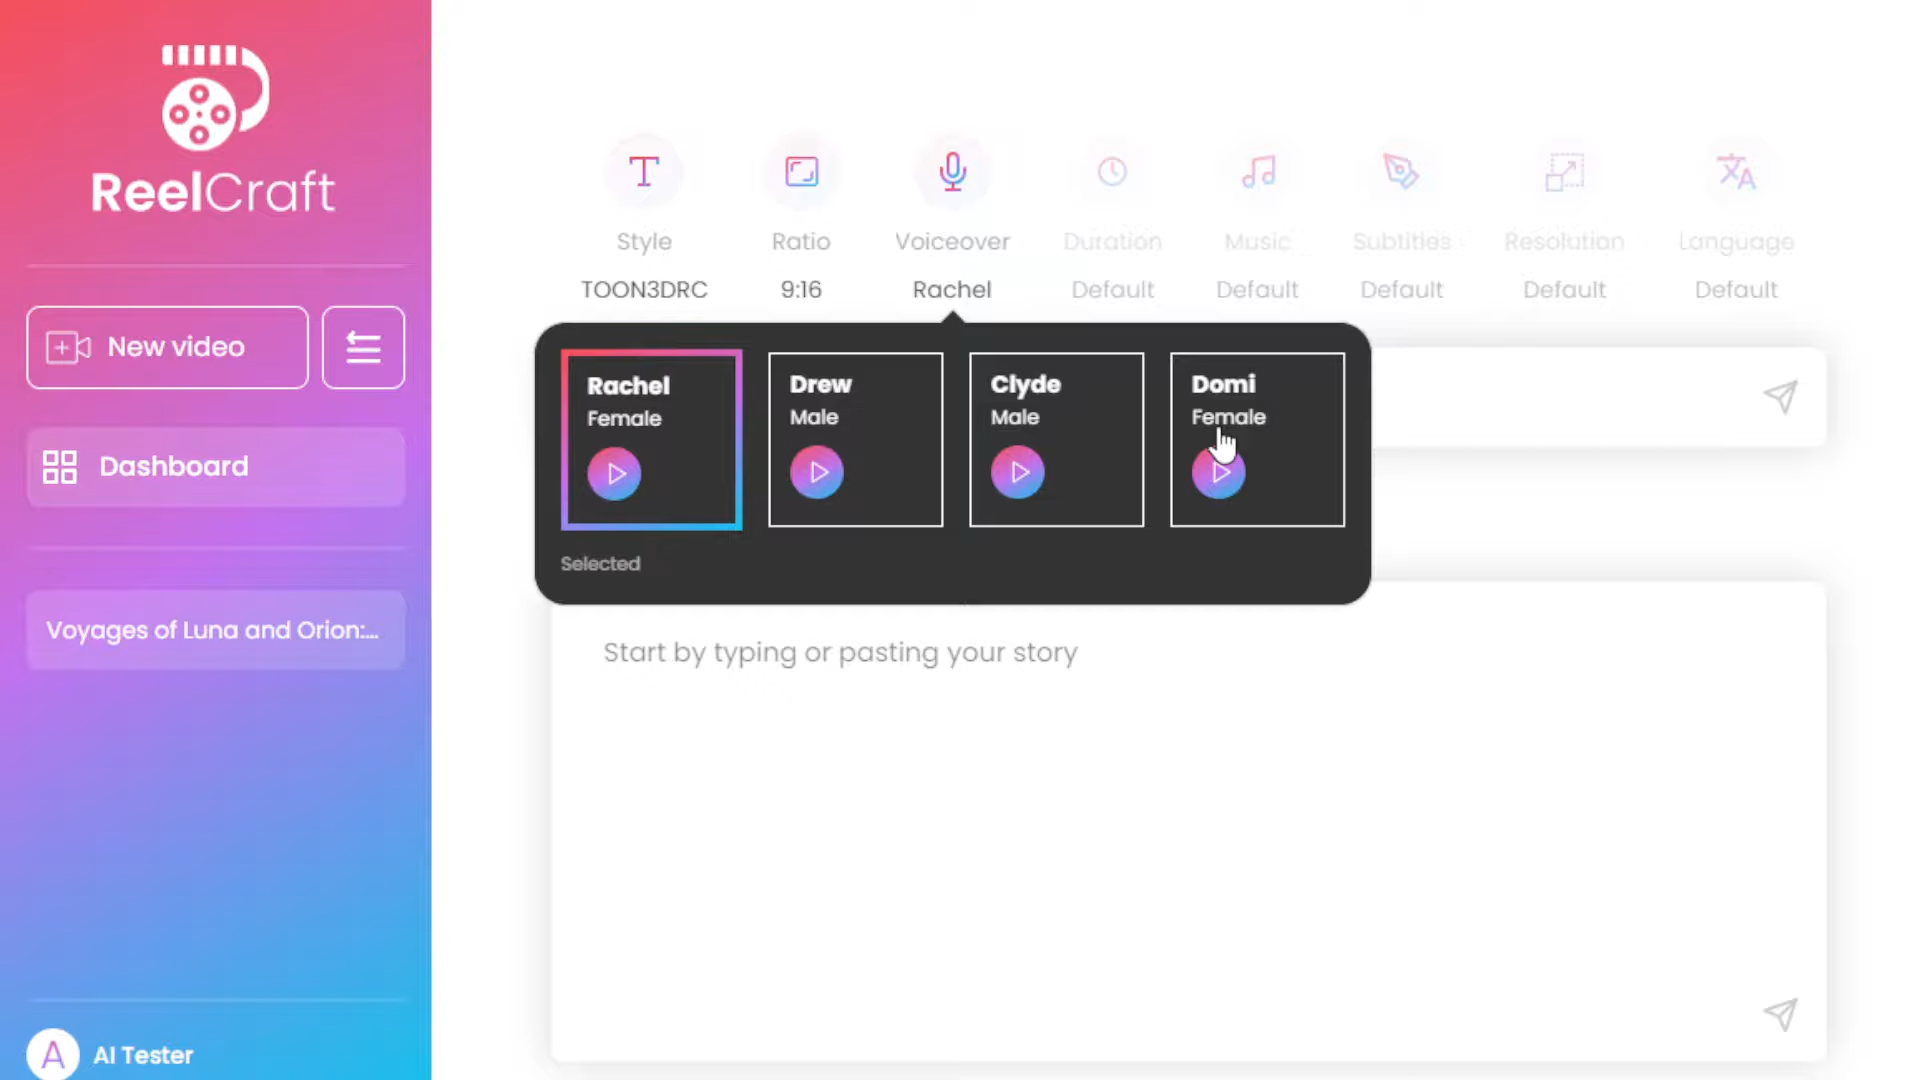 ReelCraft
New video
Dashboard
Voyages of Luna and Orion:...
A AI Tester
Style Ratio Voiceover Duration Music Subtitles Resolution Language
TOON3DRC 9:16 Rachel Default Default Default Default Default
Rachel Drew Clyde Domi
Female Male Male Female
Selected
Start by typing or pasting your story